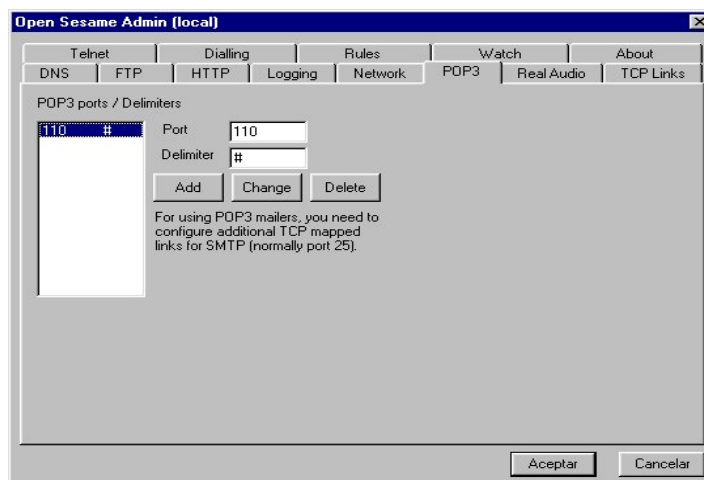 Open Sesame Admin (local)
Telnet Dialling Rules Watch About
DNS FTP HTTP Logging Network POP3 Real Audio TCP Links
POP3 ports / Delimiters
110 # Port 110
Delimiter #
Add Change Delete
For using POP3 mailers, you need to
configure additional TCP mapped
links for SMTP (normally port 25).
Aceptar Cancelar